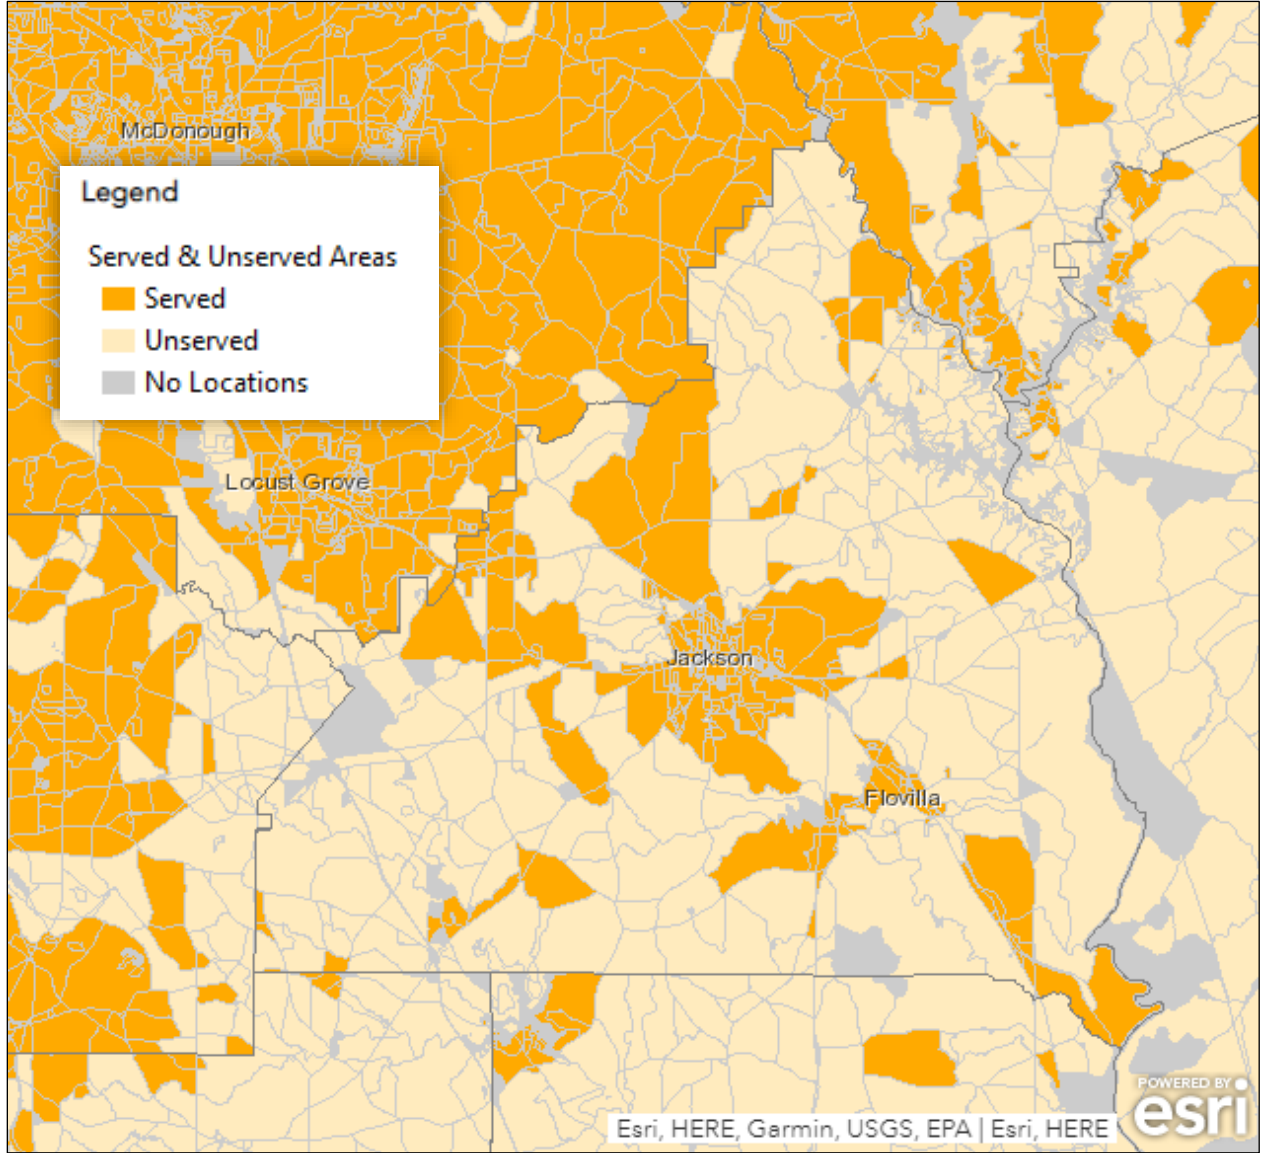 McDonough
Legend
Served & Unserved Areas
Served
Unserved
No Locations
Locust Grove
Jackson
Flovilla
POWERED BY
esri
Esri, HERE, Garmin, USGS, EPA | Esri, HERE